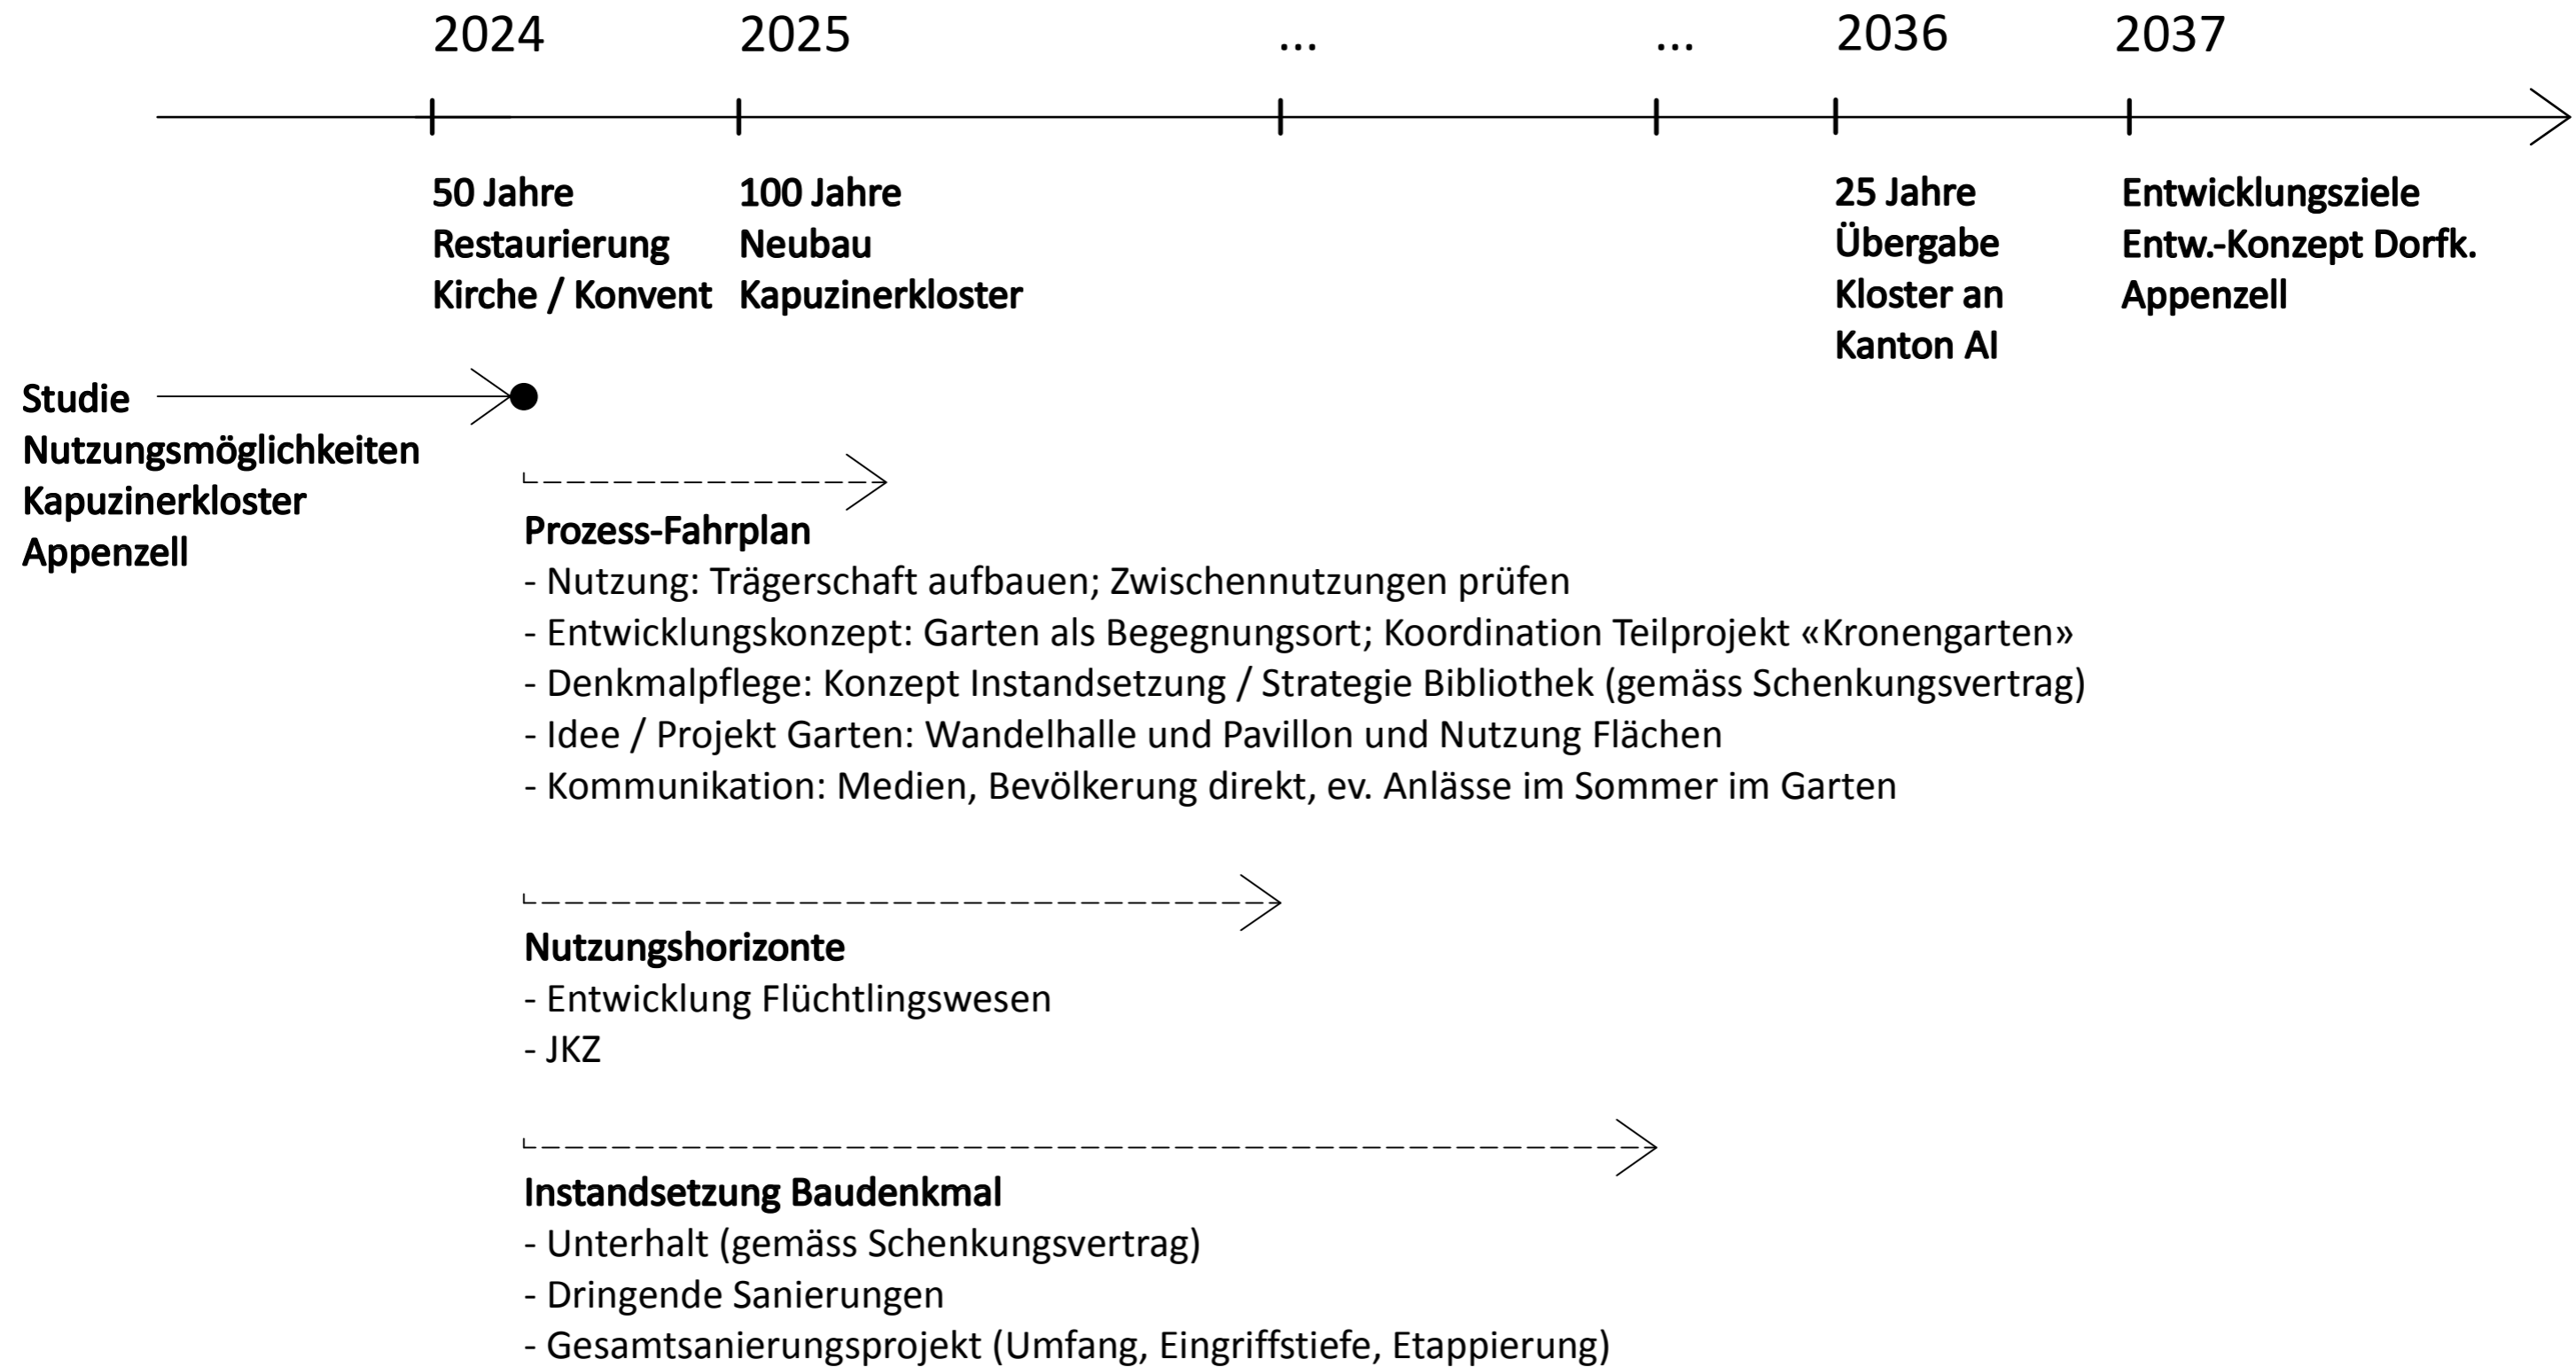 2024 2025 ... ... 2036 2037
50 Jahre
Restaurierung
Kirche / Konvent
100 Jahre
Neubau
Kapuzinerkloster
25 Jahre
Übergabe
Kloster an
Kanton AI
Entwicklungsziele
Entw.-Konzept Dorfk.
Appenzell
Studie
Nutzungsmöglichkeiten
Kapuzinerkloster
Appenzell
Prozess-Fahrplan
- Nutzung: Trägerschaft aufbauen; Zwischennutzungen prüfen
- Entwicklungskonzept: Garten als Begegnungsort; Koordination Teilprojekt «Kronengarten»
- Denkmalpflege: Konzept Instandsetzung / Strategie Bibliothek (gemäss Schenkungsvertrag)
- Idee / Projekt Garten: Wandelhalle und Pavillon und Nutzung Flächen
- Kommunikation: Medien, Bevölkerung direkt, ev. Anlässe im Sommer im Garten
Nutzungshorizonte
- Entwicklung Flüchtlingswesen
- JKZ
Instandsetzung Baudenkmal
- Unterhalt (gemäss Schenkungsvertrag)
- Dringende Sanierungen
- Gesamtsanierungsprojekt (Umfang, Eingriffstiefe, Etappierung)